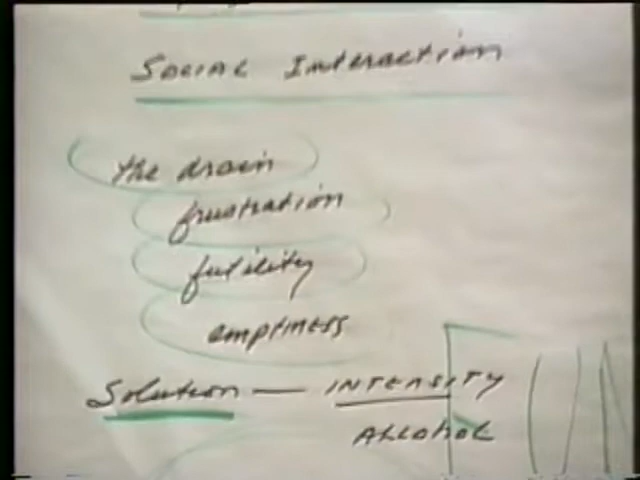 Social Interaction
the drain
frustration
futility
emptiness
Solution — INTENSITY
ALCOHOL